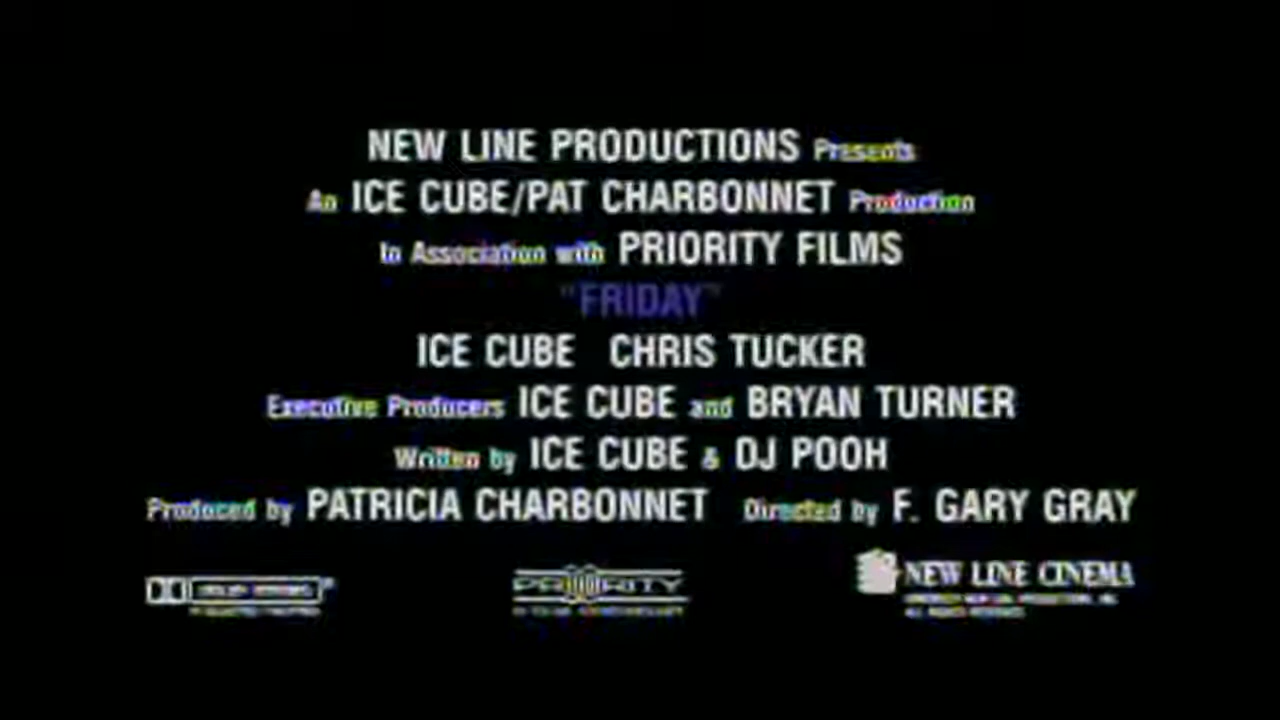 NEW LINE PRODUCTIONS Presents
An ICE CUBE/PAT CHARBONNET Production
In Association with PRIORITY FILMS
"FRIDAY"
ICE CUBE CHRIS TUCKER
Executive Producers ICE CUBE and BRYAN TURNER
Written by ICE CUBE & DJ POOH
Produced by PATRICIA CHARBONNET Directed by F. GARY GRAY
PRIORITY
NEW LINE CINEMA